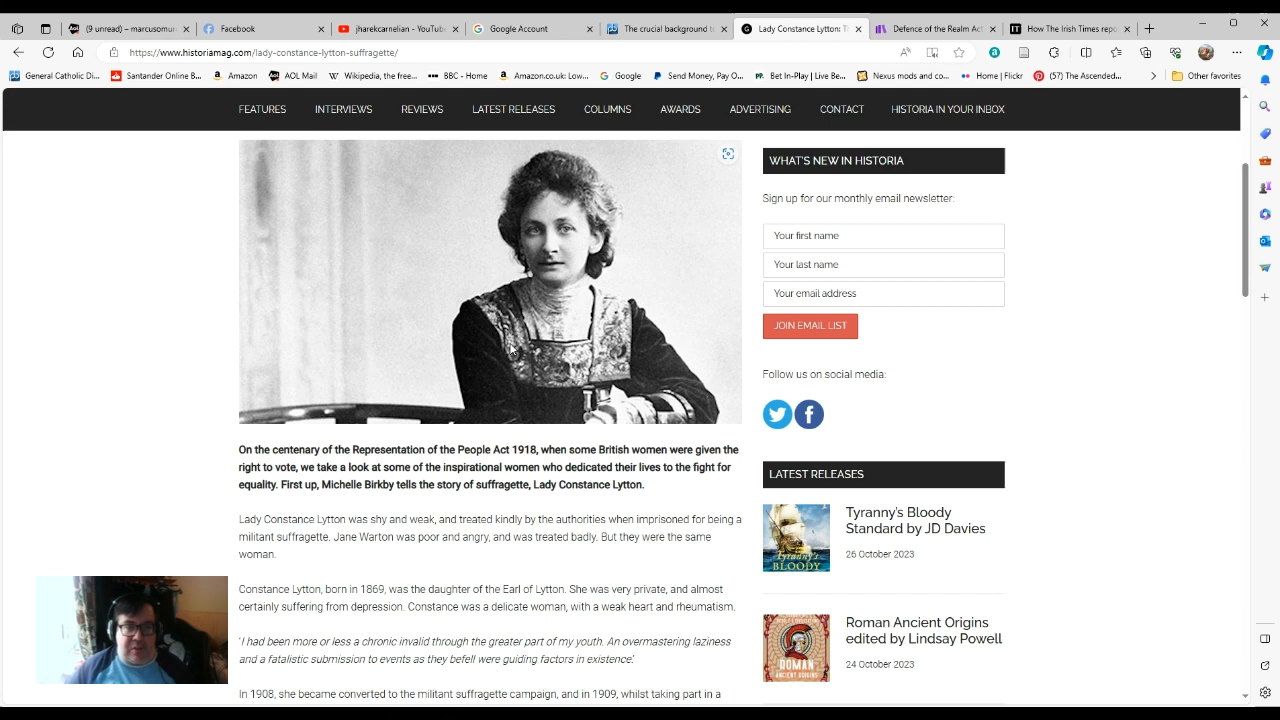 (9 unread) – marcusomur
Facebook
jharekcarnelian - YouTube
Google Account
The crucial background t
Lady Constance Lytton: T
Defence of the Realm Act
How The Irish Times repo
https://www.historiamag.com/lady-constance-lytton-suffragette/
General Catholic Di...
Santander Online B...
Amazon
AOL Mail
Wikipedia, the free...
BBC - Home
Amazon.co.uk: Low...
Google
Send Money, Pay O...
Bet In-Play | Live Be...
Nexus mods and co...
Home | Flickr
(57) The Ascended...
Other favorites
FEATURES
INTERVIEWS
REVIEWS
LATEST RELEASES
COLUMNS
AWARDS
ADVERTISING
CONTACT
HISTORIA IN YOUR INBOX
On the centenary of the Representation of the People Act 1918, when some British women were given the
right to vote, we take a look at some of the inspirational women who dedicated their lives to the fight for
equality. First up, Michelle Birkby tells the story of suffragette, Lady Constance Lytton.
Lady Constance Lytton was shy and weak, and treated kindly by the authorities when imprisoned for being a
militant suffragette. Jane Warton was poor and angry, and was treated badly. But they were the same
woman.
Constance Lytton, born in 1869, was the daughter of the Earl of Lytton. She was very private, and almost
certainly suffering from depression. Constance was a delicate woman, with a weak heart and rheumatism.
'I had been more or less a chronic invalid through the greater part of my youth. An overmastering laziness
and a fatalistic submission to events as they befell were guiding factors in existence'.
In 1908, she became converted to the militant suffragette campaign, and in 1909, whilst taking part in a
WHAT'S NEW IN HISTORIA
Sign up for our monthly email newsletter:
Your first name
Your last name
Your email address
JOIN EMAIL LIST
Follow us on social media:
LATEST RELEASES
Tyranny's Bloody
Standard by JD Davies
26 October 2023
Tyranny's
BLOODY
Roman Ancient Origins
edited by Lindsay Powell
24 October 2023
ROMAN
ANCIENT ORIGINS